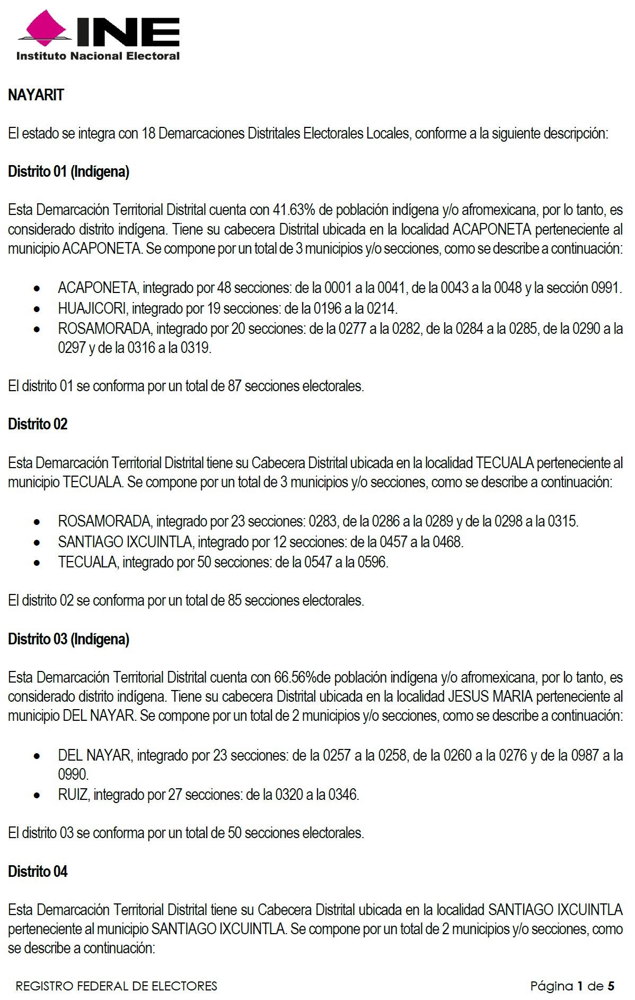 INE
Instituto Nacional Electoral
NAYARIT
El estado se integra con 18 Demarcaciones Distritales Electorales Locales, conforme a la siguiente descripción:
Distrito 01 (Indígena)
Esta Demarcación Territorial Distrital cuenta con 41.63% de población indígena y/o afromexicana, por lo tanto, es
considerado distrito indígena. Tiene su cabecera Distrital ubicada en la localidad ACAPONETA perteneciente al
municipio ACAPONETA. Se compone por un total de 3 municipios y/o secciones, como se describe a continuación:
● ACAPONETA, integrado por 48 secciones: de la 0001 a la 0041, de la 0043 a la 0048 y la sección 0991.
● HUAJICORI, integrado por 19 secciones: de la 0196 a la 0214.
● ROSAMORADA, integrado por 20 secciones: de la 0277 a la 0282, de la 0284 a la 0285, de la 0290 a la
0297 y de la 0316 a la 0319.
El distrito 01 se conforma por un total de 87 secciones electorales.
Distrito 02
Esta Demarcación Territorial Distrital tiene su Cabecera Distrital ubicada en la localidad TECUALA perteneciente al
municipio TECUALA. Se compone por un total de 3 municipios y/o secciones, como se describe a continuación:
● ROSAMORADA, integrado por 23 secciones: 0283, de la 0286 a la 0289 y de la 0298 a la 0315.
● SANTIAGO IXCUINTLA, integrado por 12 secciones: de la 0457 a la 0468.
● TECUALA, integrado por 50 secciones: de la 0547 a la 0596.
El distrito 02 se conforma por un total de 85 secciones electorales.
Distrito 03 (Indígena)
Esta Demarcación Territorial Distrital cuenta con 66.56%de población indígena y/o afromexicana, por lo tanto, es
considerado distrito indígena. Tiene su cabecera Distrital ubicada en la localidad JESUS MARIA perteneciente al
municipio DEL NAYAR. Se compone por un total de 2 municipios y/o secciones, como se describe a continuación:
● DEL NAYAR, integrado por 23 secciones: de la 0257 a la 0258, de la 0260 a la 0276 y de la 0987 a la
0990.
● RUIZ, integrado por 27 secciones: de la 0320 a la 0346.
El distrito 03 se conforma por un total de 50 secciones electorales.
Distrito 04
Esta Demarcación Territorial Distrital tiene su Cabecera Distrital ubicada en la localidad SANTIAGO IXCUINTLA
perteneciente al municipio SANTIAGO IXCUINTLA. Se compone por un total de 2 municipios y/o secciones, como
se describe a continuación:
REGISTRO FEDERAL DE ELECTORES Página 1 de 5